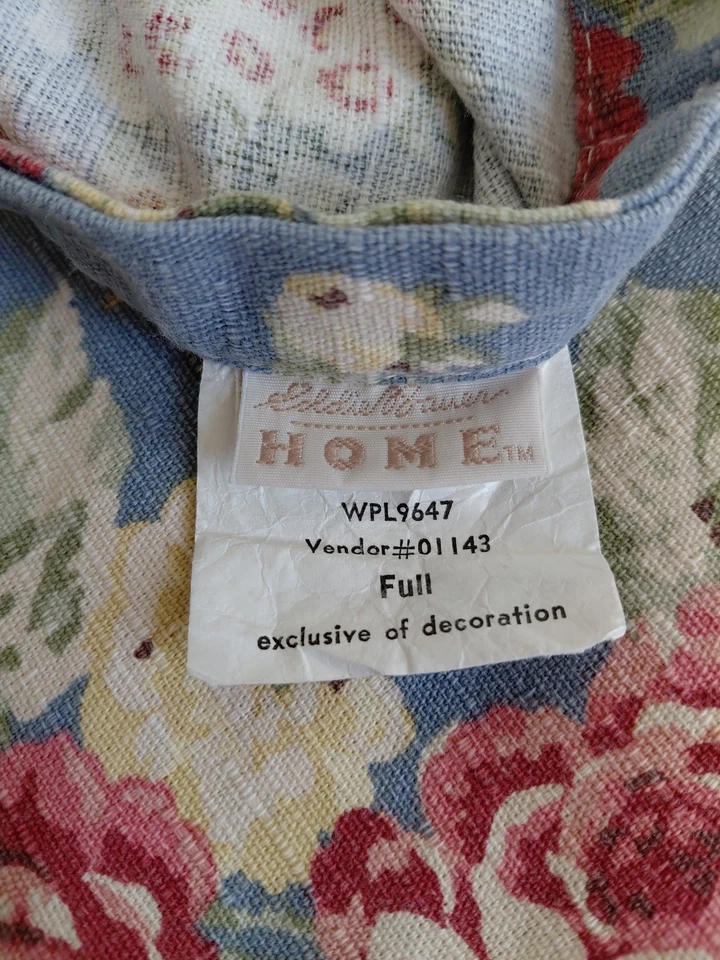 Eddie Bauer
HOME™
WPL9647
Vendor#01143
Full
exclusive of decoration